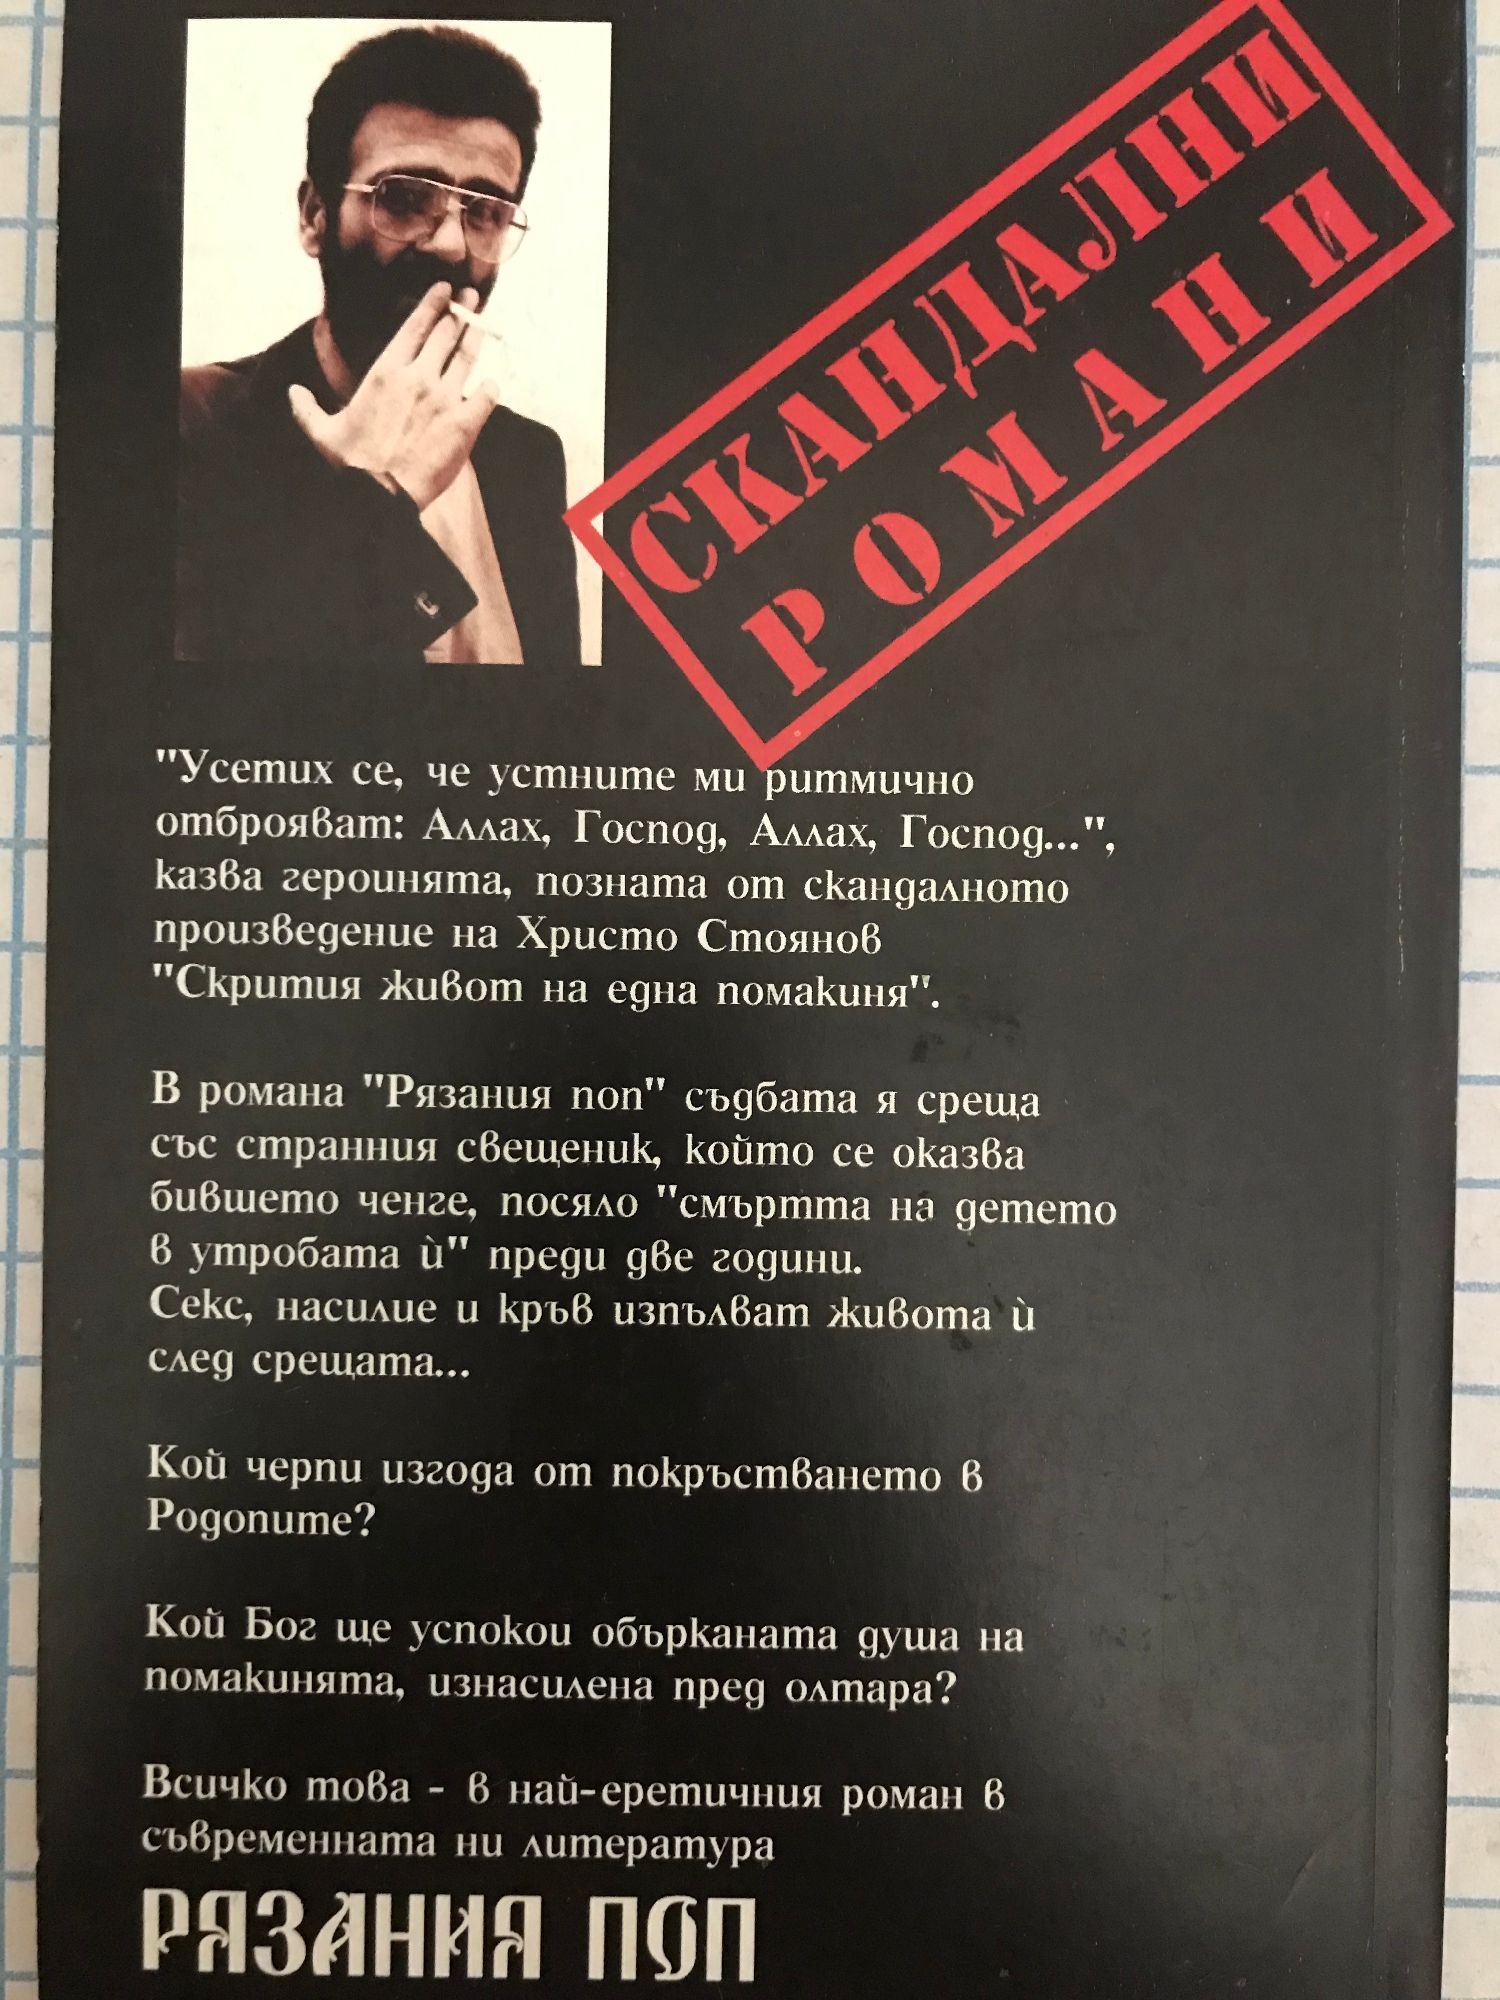 СКАНДАЛНИ
РОМАНИ
"Усетих се, че устните ми ритмично
отброяват: Аллах, Господ, Аллах, Господ...",
казва героинята, позната от скандалното
произведение на Христо Стоянов
"Скрития живот на една помакиня".
В романа "Рязания поп" съдбата я среща
със странния свещеник, който се оказва
бившето ченге, посяло "смъртта на детето
в утробата ѝ" преди две години.
Секс, насилие и кръв изпълват живота ѝ
след срещата...
Кой черпи изгода от покръстването в
Родопите?
Кой Бог ще успокои обърканата душа на
помакинята, изнасилена пред олтара?
Всичко това - в най-еретичния роман в
съвременната ни литература
РЯЗАНИЯ ПОП